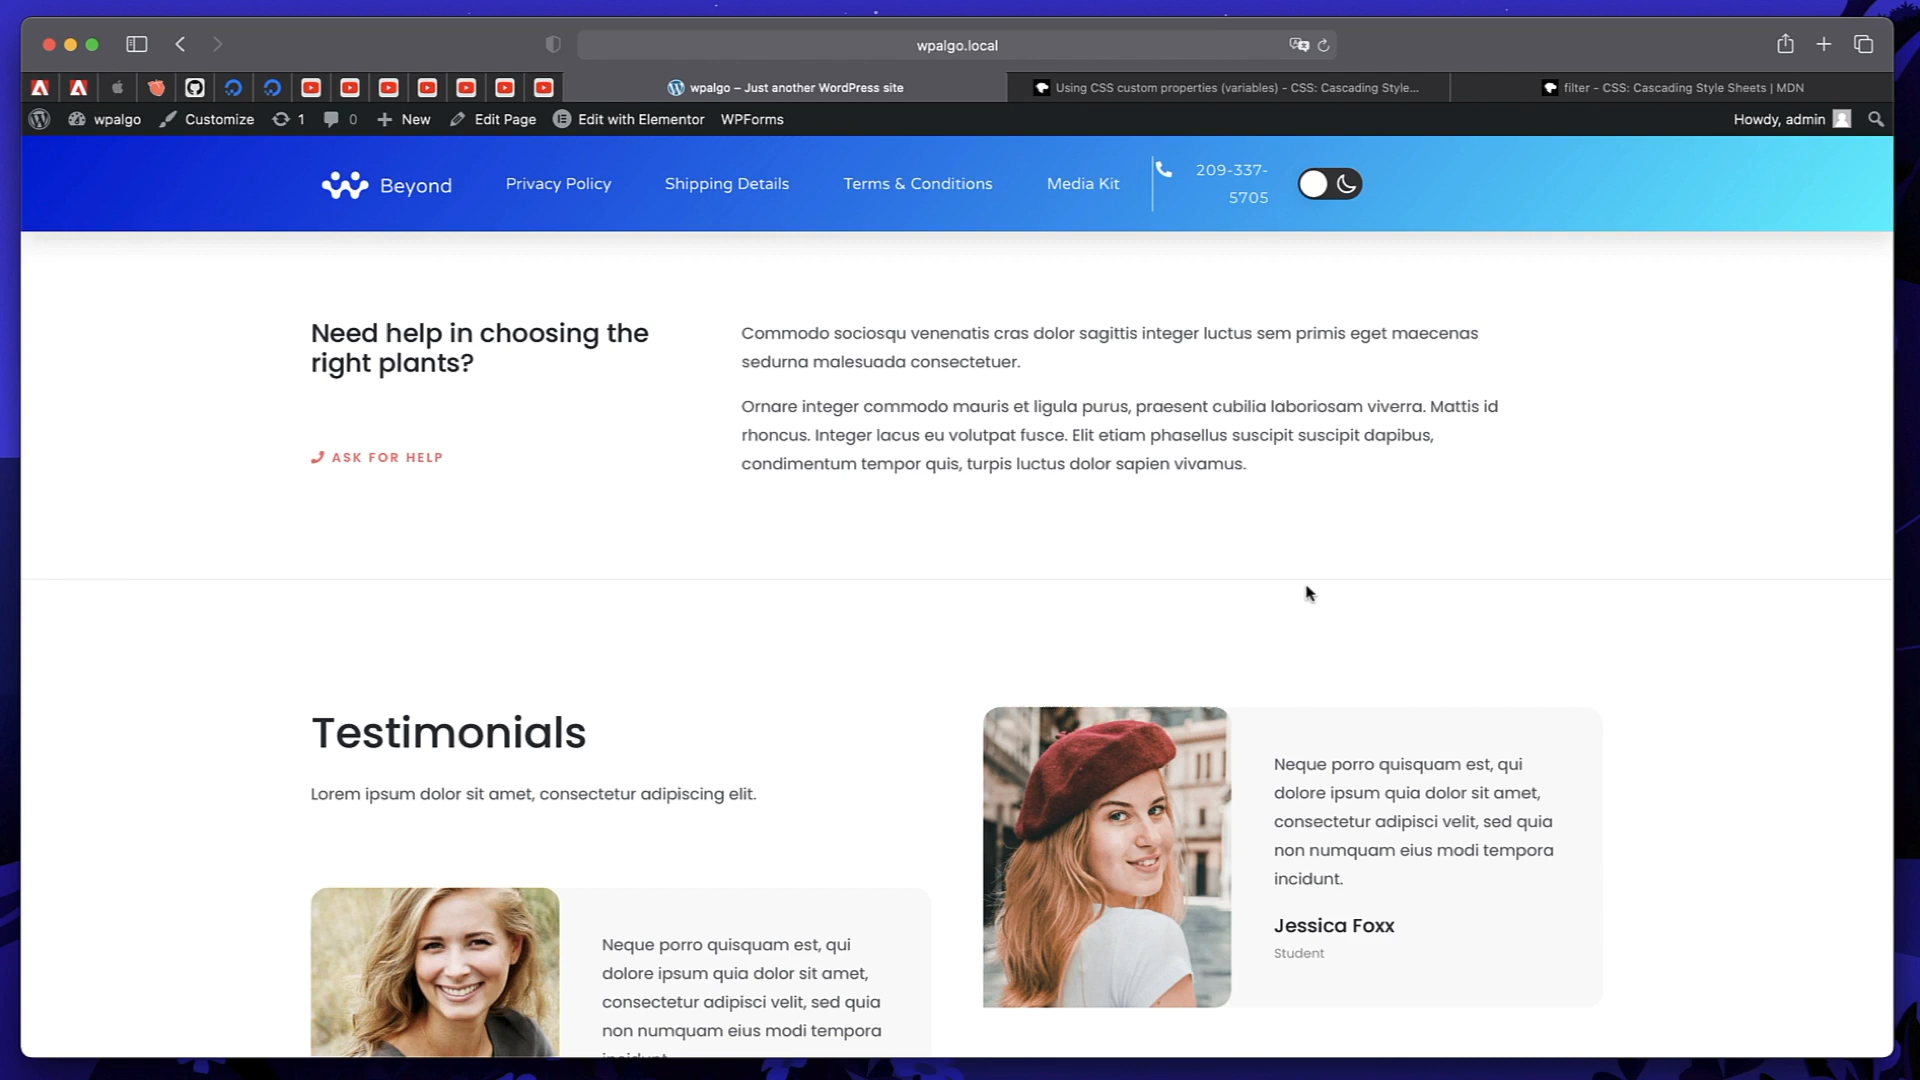 wpalgo.local
wpalgo – Just another WordPress site
Using CSS custom properties (variables) - CSS: Cascading Style...
filter - CSS: Cascading Style Sheets | MDN
wpalgo
Customize
1
0
New
Edit Page
Edit with Elementor
WPForms
Howdy, admin
Beyond
Privacy Policy
Shipping Details
Terms & Conditions
Media Kit
209-337-
5705
Need help in choosing the
right plants?
ASK FOR HELP
Commodo sociosqu venenatis cras dolor sagittis integer luctus sem primis eget maecenas
sedurna malesuada consectetuer.
Ornare integer commodo mauris et ligula purus, praesent cubilia laboriosam viverra. Mattis id
rhoncus. Integer lacus eu volutpat fusce. Elit etiam phasellus suscipit suscipit dapibus,
condimentum tempor quis, turpis luctus dolor sapien vivamus.
Testimonials
Lorem ipsum dolor sit amet, consectetur adipiscing elit.
Neque porro quisquam est, qui
dolore ipsum quia dolor sit amet,
consectetur adipisci velit, sed quia
non numquam eius modi tempora
incidunt.
Jessica Foxx
Student
Neque porro quisquam est, qui
dolore ipsum quia dolor sit amet,
consectetur adipisci velit, sed quia
non numquam eius modi tempora